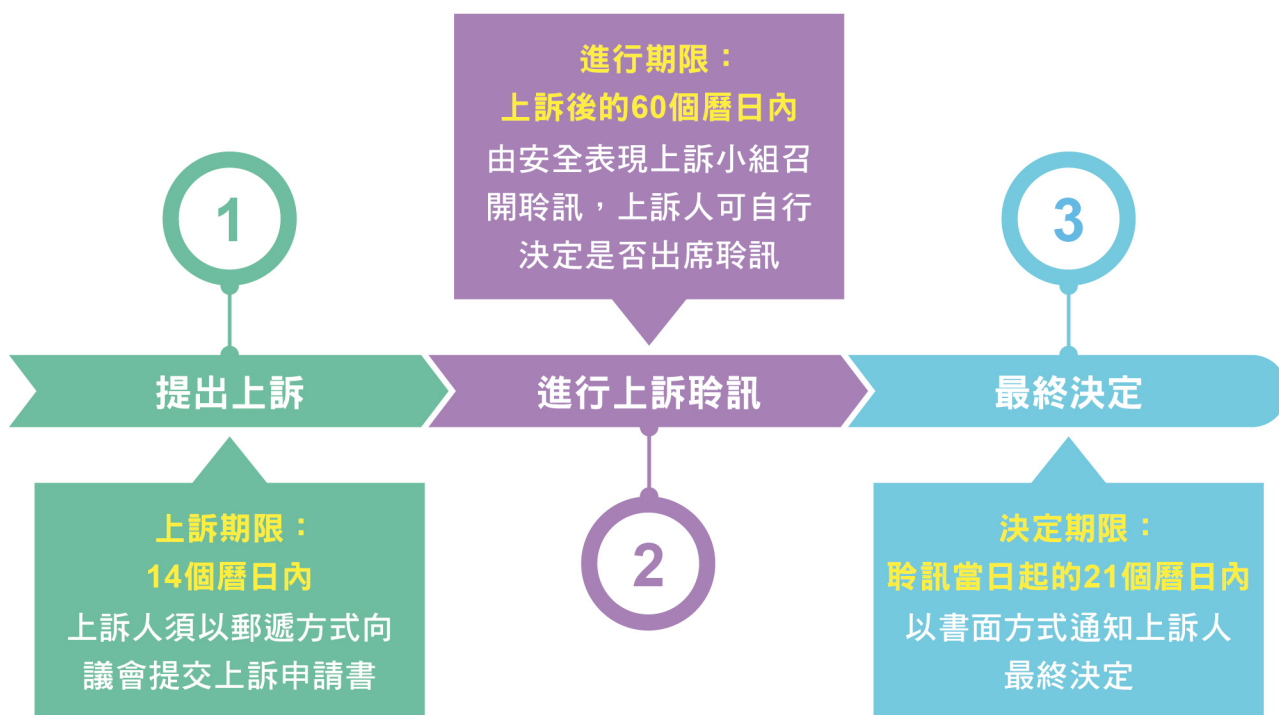 1
提出上訴
上訴期限：
14個曆日內
上訴人須以郵遞方式向
議會提交上訴申請書
進行期限：
上訴後的60個曆日內
由安全表現上訴小組召
開聆訊，上訴人可自行
決定是否出席聆訊
進行上訴聆訊
2
3
最終決定
決定期限：
聆訊當日起的21個曆日內
以書面方式通知上訴人
最終決定